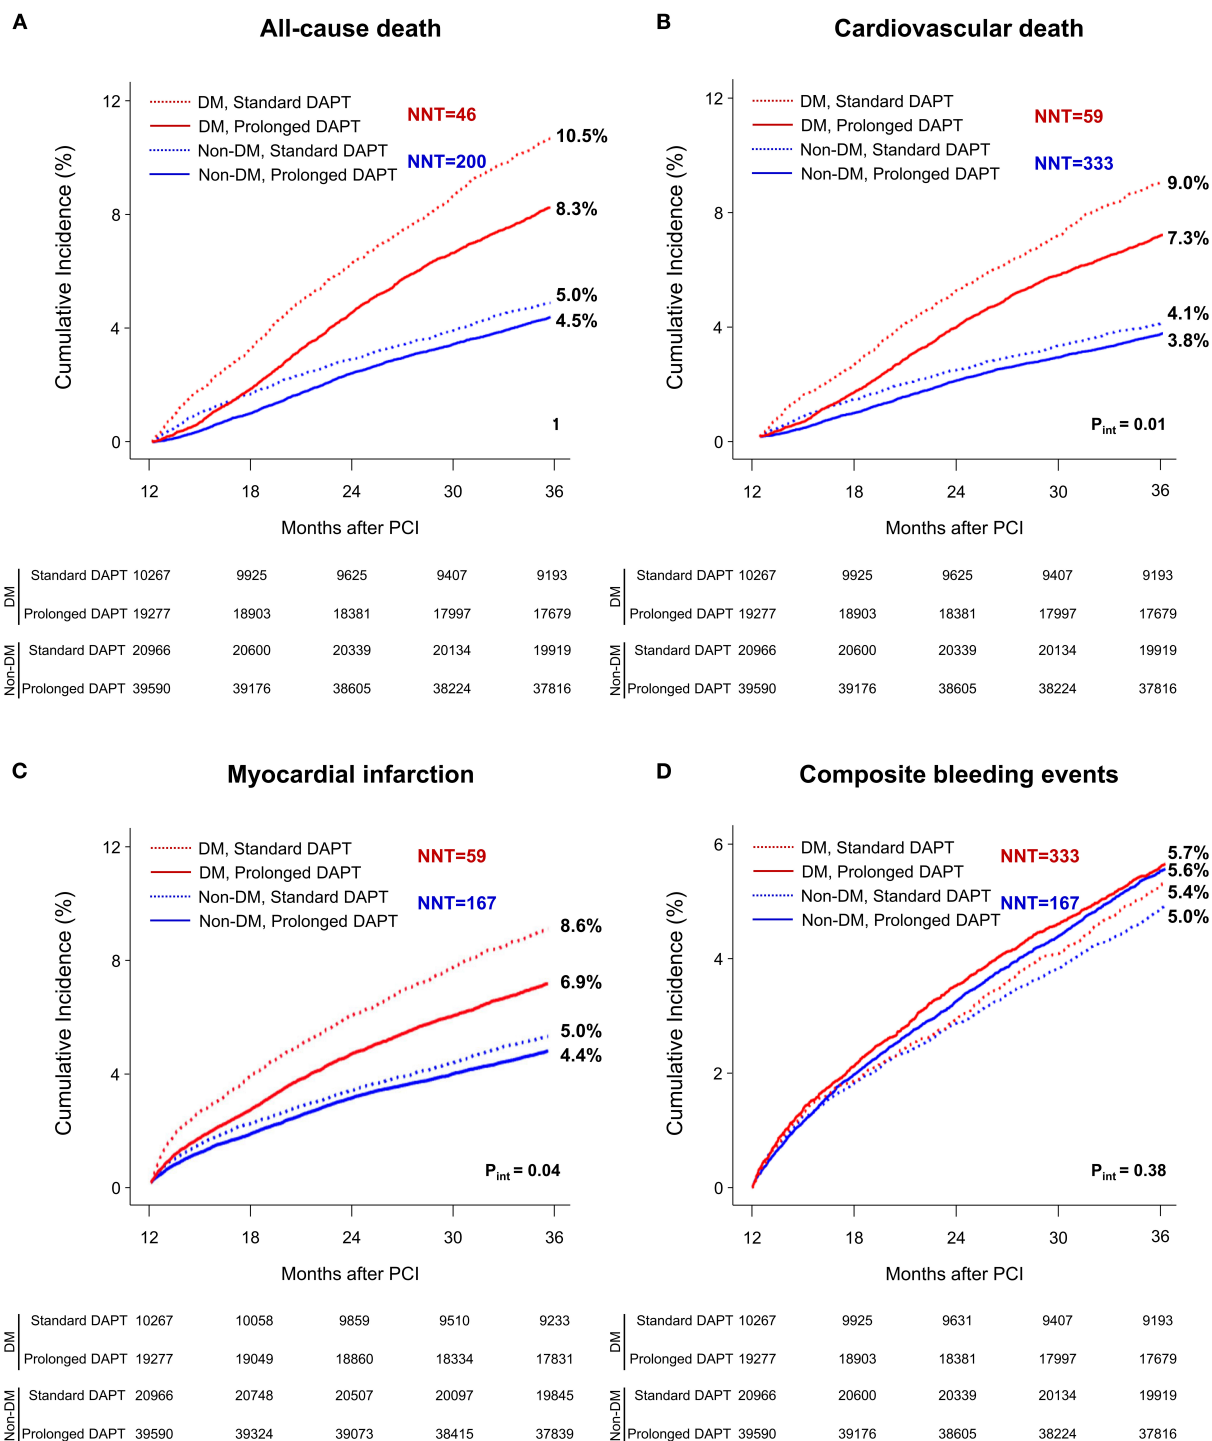 A
All-cause death
Cumulative Incidence (%)
12
8
4
0
DM, Standard DAPT
DM, Prolonged DAPT
Non-DM, Standard DAPT
Non-DM, Prolonged DAPT
NNT=46
NNT=200
10.5%
8.3%
5.0%
4.5%
1
12 18 24 30 36
Months after PCI
DM
Standard DAPT 10267 9925 9625 9407 9193
Prolonged DAPT 19277 18903 18381 17997 17679
Non-DM
Standard DAPT 20966 20600 20339 20134 19919
Prolonged DAPT 39590 39176 38605 38224 37816
B
Cardiovascular death
Cumulative Incidence (%)
12
8
4
0
DM, Standard DAPT
DM, Prolonged DAPT
Non-DM, Standard DAPT
Non-DM, Prolonged DAPT
NNT=59
NNT=333
9.0%
7.3%
4.1%
3.8%
Pint = 0.01
12 18 24 30 36
Months after PCI
DM
Standard DAPT 10267 9925 9625 9407 9193
Prolonged DAPT 19277 18903 18381 17997 17679
Non-DM
Standard DAPT 20966 20600 20339 20134 19919
Prolonged DAPT 39590 39176 38605 38224 37816
C
Myocardial infarction
Cumulative Incidence (%)
12
8
4
0
DM, Standard DAPT
DM, Prolonged DAPT
Non-DM, Standard DAPT
Non-DM, Prolonged DAPT
NNT=59
NNT=167
8.6%
6.9%
5.0%
4.4%
Pint = 0.04
12 18 24 30 36
Months after PCI
DM
Standard DAPT 10267 10058 9859 9510 9233
Prolonged DAPT 19277 19049 18860 18334 17831
Non-DM
Standard DAPT 20966 20748 20507 20097 19845
Prolonged DAPT 39590 39324 39073 38415 37839
D
Composite bleeding events
Cumulative Incidence (%)
6
4
2
0
DM, Standard DAPT
DM, Prolonged DAPT
Non-DM, Standard DAPT
Non-DM, Prolonged DAPT
NNT=333
NNT=167
5.7%
5.6%
5.4%
5.0%
Pint = 0.38
12 18 24 30 36
Months after PCI
DM
Standard DAPT 10267 9925 9631 9407 9193
Prolonged DAPT 19277 18903 18381 17997 17679
Non-DM
Standard DAPT 20966 20600 20339 20134 19919
Prolonged DAPT 39590 39176 38605 38224 37816